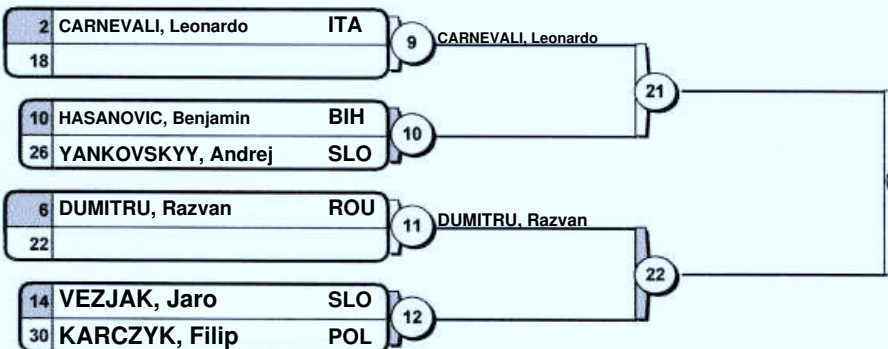 2 CARNEVALI, Leonardo ITA
9 CARNEVALI, Leonardo
18
21
10 HASANOVIC, Benjamin BIH
10
26 YANKOVSKYY, Andrej SLO
6 DUMITRU, Razvan ROU
11 DUMITRU, Razvan
22
22
14 VEZJAK, Jaro SLO
12
30 KARCZYK, Filip POL